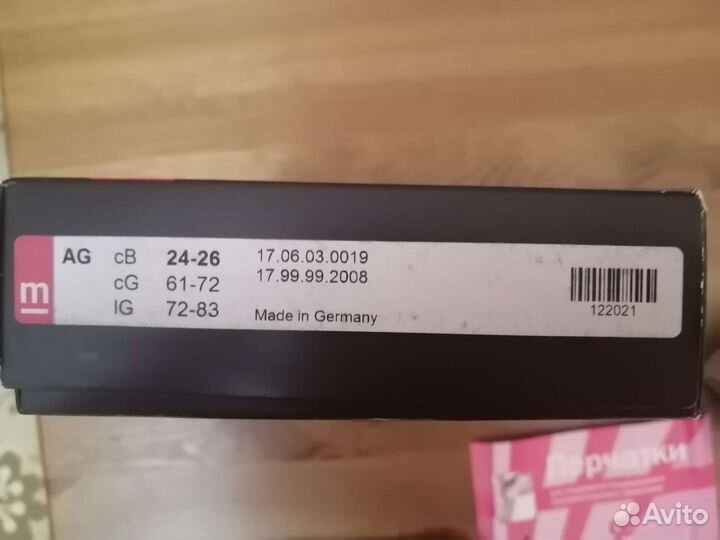 m
AG cB 24-26 17.06.03.0019
cG 61-72 17.99.99.2008
lG 72-83 Made in Germany
122021
Перчатки
Avito